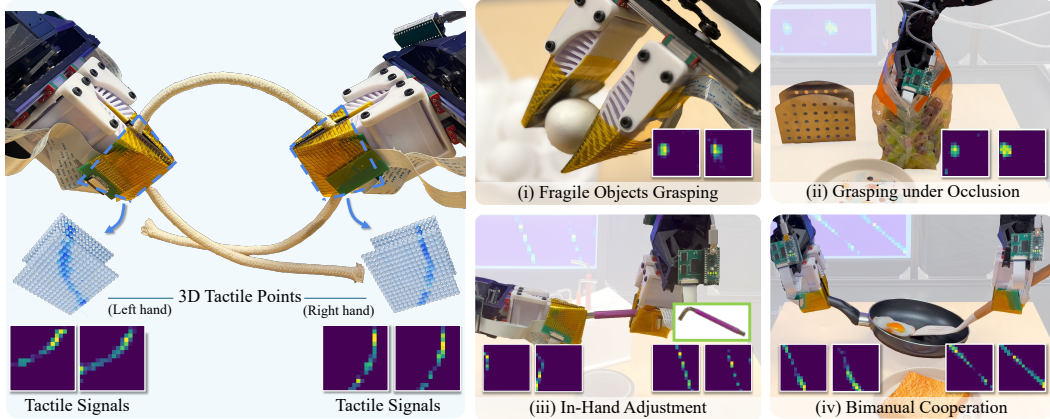 3D Tactile Points
(Left hand)
(Right hand)
Tactile Signals
Tactile Signals
(i) Fragile Objects Grasping
(ii) Grasping under Occlusion
(iii) In-Hand Adjustment
(iv) Bimanual Cooperation